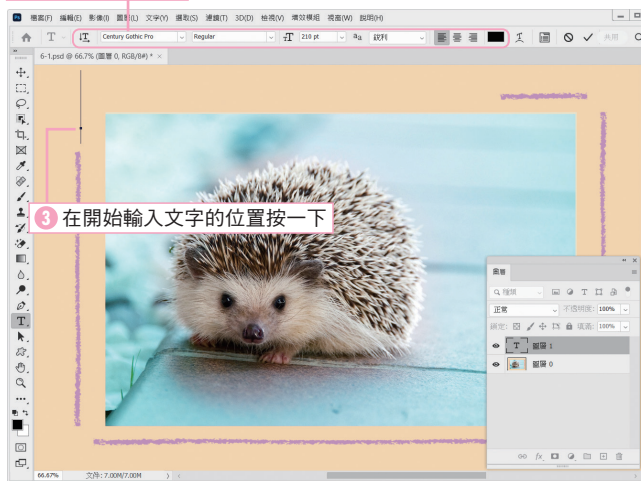 檔案(F) 編輯(E) 影像(I) 圖層(L) 文字(Y) 選取(S) 濾鏡(T) 3D(D) 檢視(V) 增效模組 視窗(W) 說明(H)
T Century Gothic Pro Regular 210 pt aa 銳利 共用
6-1.psd @ 66.7% (圖層 0, RGB/8#) * ×
3 在開始輸入文字的位置按一下
圖層
種類
正常 不透明度: 100%
鎖定: 填滿: 100%
T 圖層 1
圖層 0
fx
66.67% 文件: 7.00M/7.00M